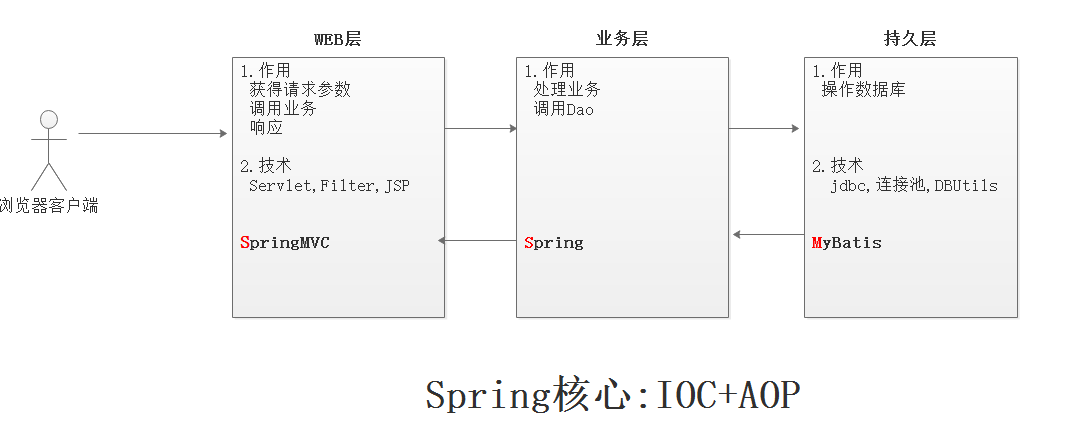 浏览器客户端
WEB层
1.作用
获得请求参数
调用业务
响应
2.技术
Servlet,Filter,JSP
SpringMVC
业务层
1.作用
处理业务
调用Dao
Spring
持久层
1.作用
操作数据库
2.技术
jdbc,连接池,DBUtils
MyBatis
Spring核心:IOC+AOP